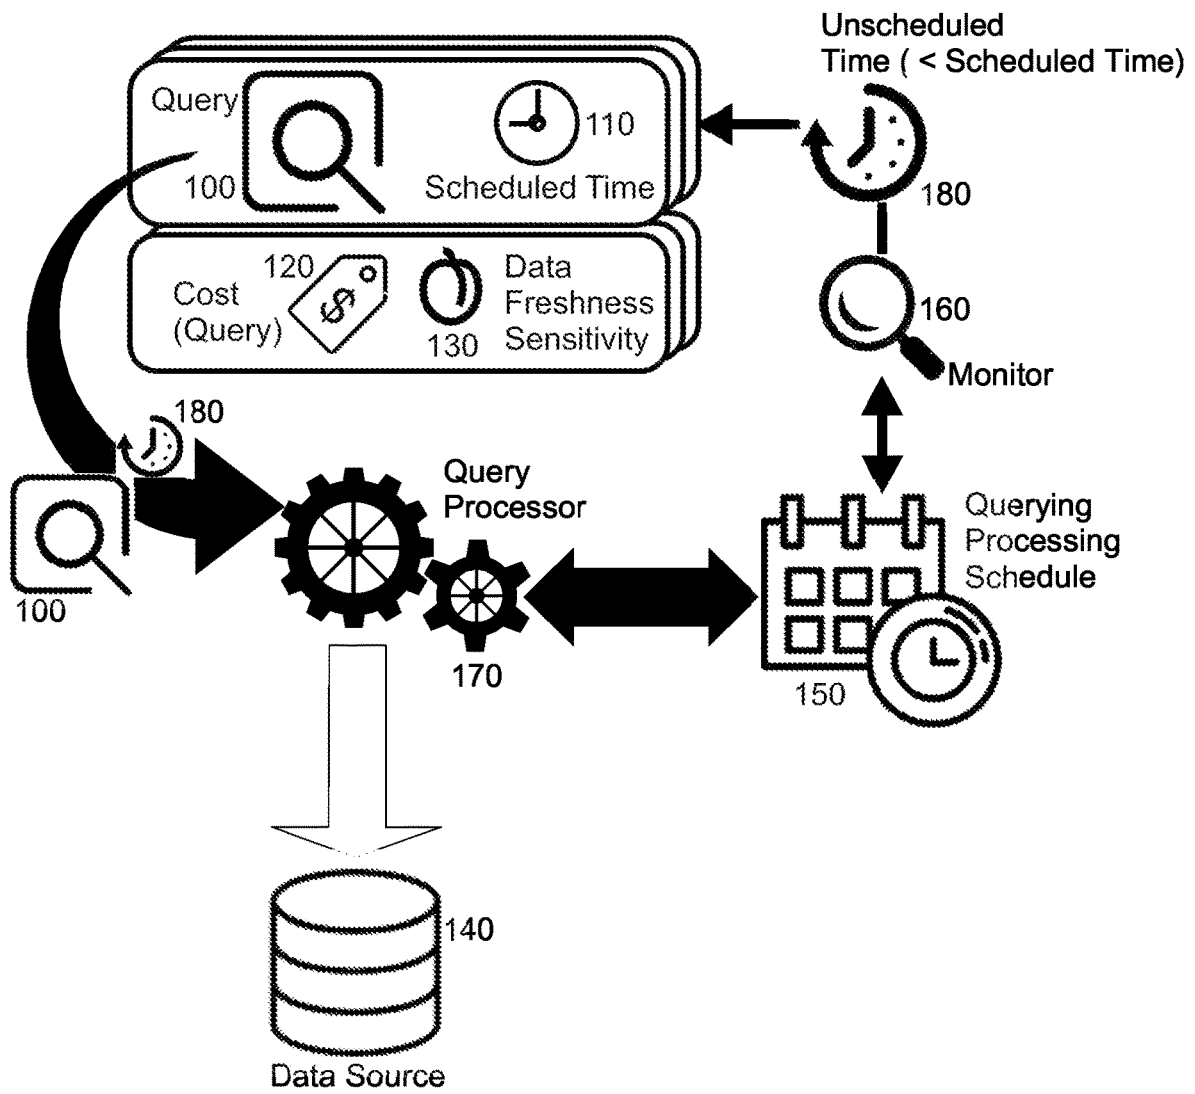 Unscheduled
Time ( < Scheduled Time)
Query
110
100
Scheduled Time
180
120
Data
Cost
Freshness
(Query)
130
Sensitivity
160
Monitor
180
Query
Processor
Querying
Processing
Schedule
100
170
150
140
Data Source
$